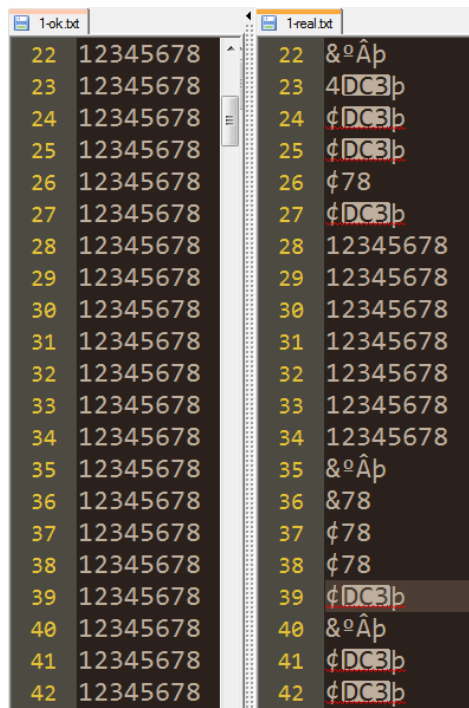 1-ok.txt
22 12345678
23 12345678
24 12345678
25 12345678
26 12345678
27 12345678
28 12345678
29 12345678
30 12345678
31 12345678
32 12345678
33 12345678
34 12345678
35 12345678
36 12345678
37 12345678
38 12345678
39 12345678
40 12345678
41 12345678
42 12345678
1-real.txt
22 &ºÂþ
23 4DC3þ
24 ¢DC3þ
25 ¢DC3þ
26 ¢78
27 ¢DC3þ
28 12345678
29 12345678
30 12345678
31 12345678
32 12345678
33 12345678
34 12345678
35 &ºÂþ
36 &78
37 ¢78
38 ¢78
39 ¢DC3þ
40 &ºÂþ
41 ¢DC3þ
42 ¢DC3þ